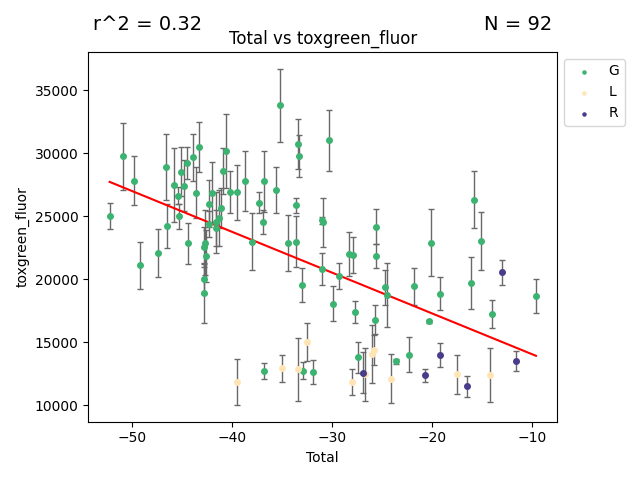 r^2 = 0.32
N = 92
Total vs toxgreen_fluor
G
L
R
35000
30000
25000
20000
15000
10000
toxgreen_fluor
−50
−40
−30
−20
−10
Total